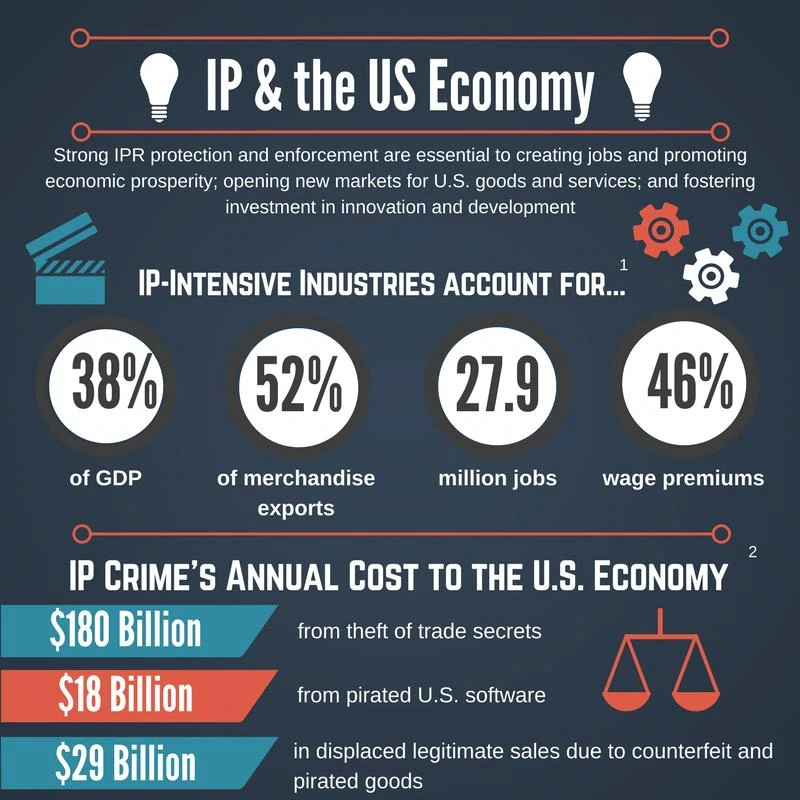 IP & the US Economy
Strong IPR protection and enforcement are essential to creating jobs and promoting
economic prosperity; opening new markets for U.S. goods and services; and fostering
investment in innovation and development
IP-Intensive Industries account for...1
38%
of GDP
52%
of merchandise
exports
27.9
million jobs
46%
wage premiums
IP Crime's Annual Cost to the U.S. Economy 2
$180 Billion
from theft of trade secrets
$18 Billion
from pirated U.S. software
$29 Billion
in displaced legitimate sales due to counterfeit and
pirated goods